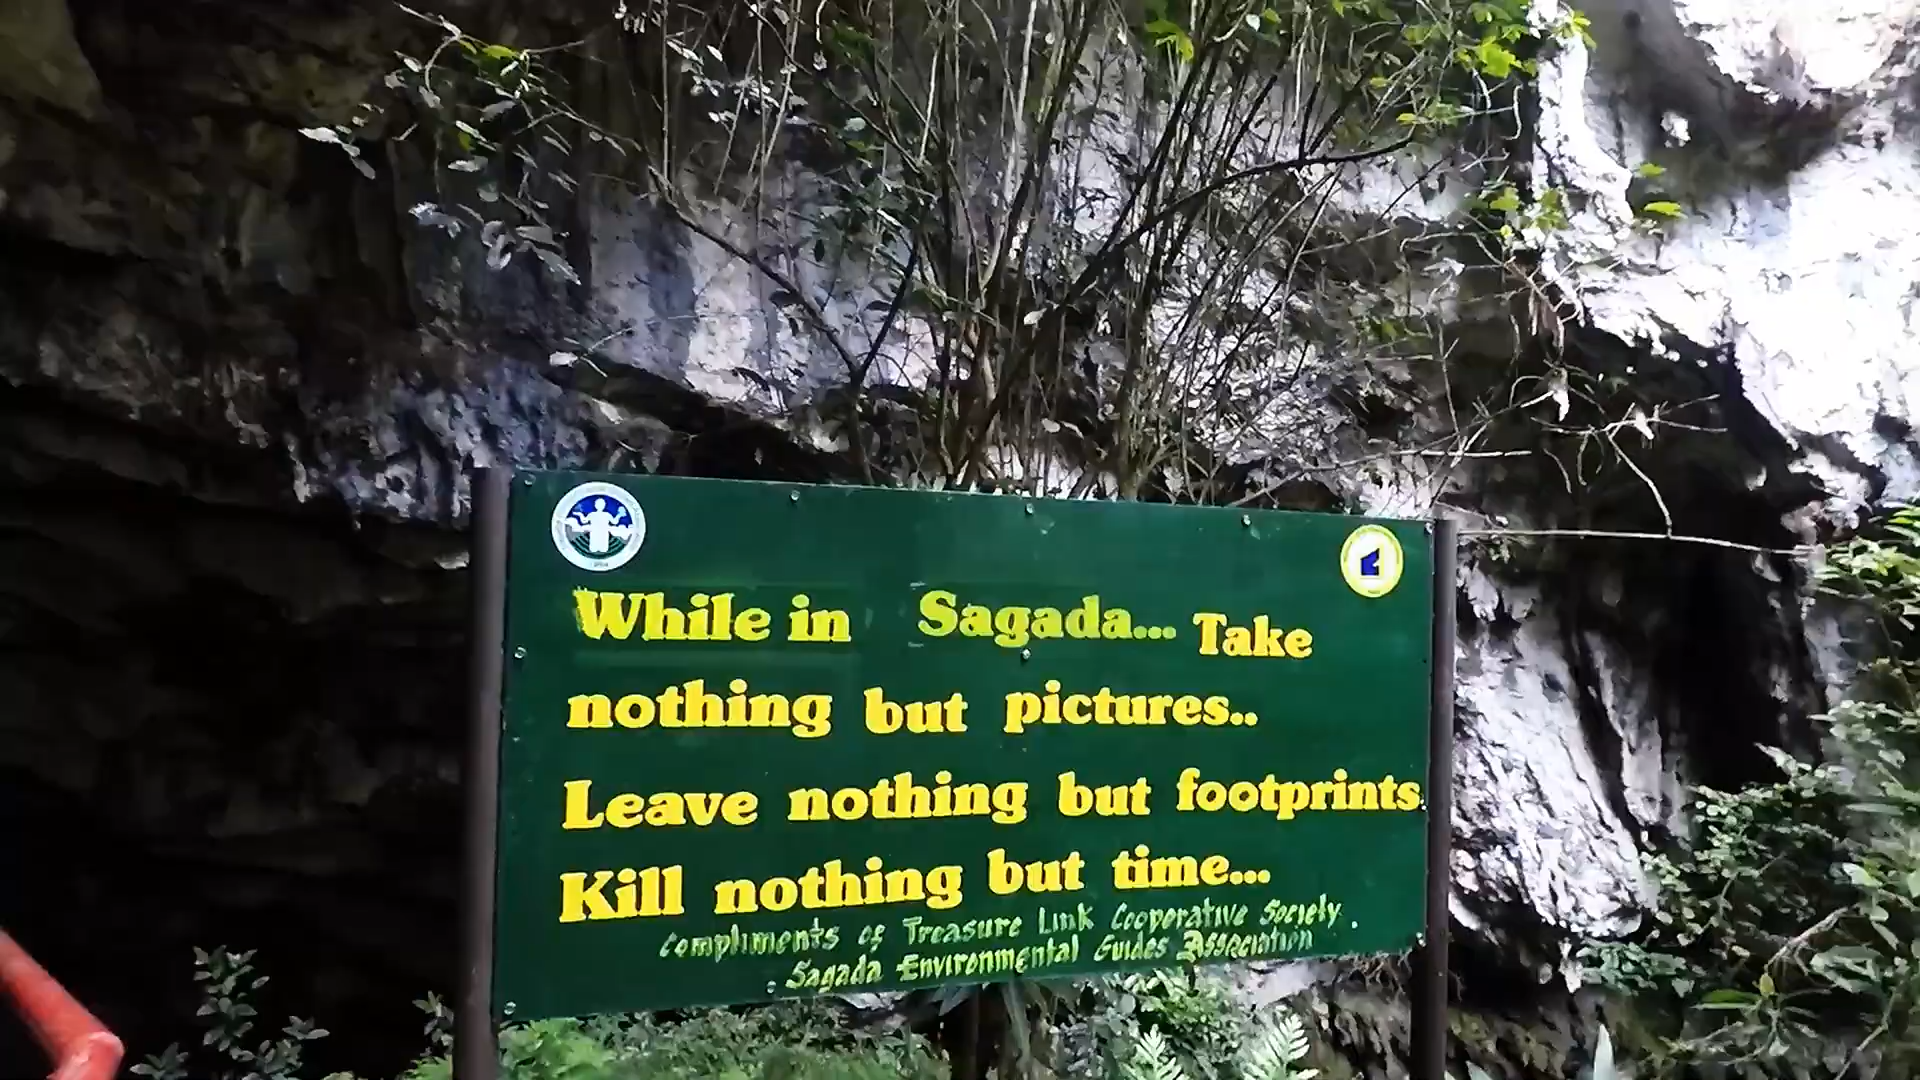 While in Sagada... Take
nothing but pictures..
Leave nothing but footprints.
Kill nothing but time...
compliments of Treasure Link Cooperative Society.
Sagada Environmental Guides Association